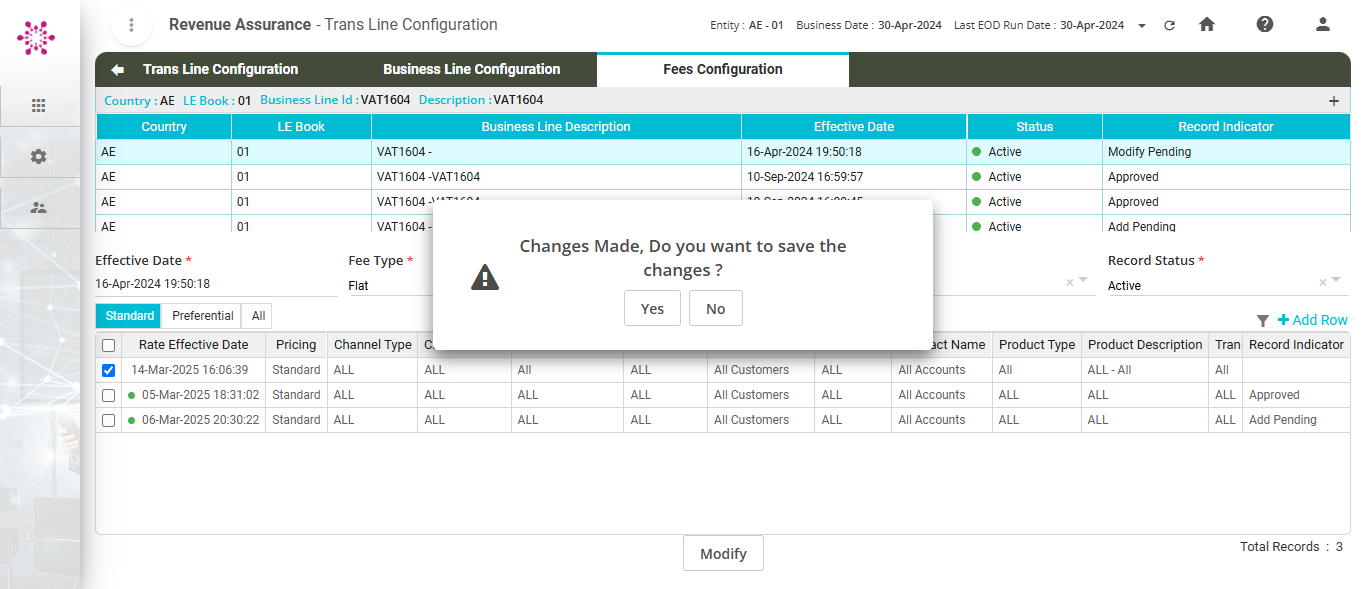 Revenue Assurance - Trans Line Configuration
Entity : AE - 01 Business Date : 30-Apr-2024 Last EOD Run Date : 30-Apr-2024
Trans Line Configuration Business Line Configuration Fees Configuration
Country : AE LE Book : 01 Business Line Id : VAT1604 Description : VAT1604 +
Country LE Book Business Line Description Effective Date Status Record Indicator
AE 01 VAT1604 - 16-Apr-2024 19:50:18 Active Modify Pending
AE 01 VAT1604 -VAT1604 10-Sep-2024 16:59:57 Active Approved
AE 01 Active Approved
AE 01 VAT1604 - Active Add Pending
Changes Made, Do you want to save the
changes ?
Yes No
Effective Date * Fee Type * Record Status *
16-Apr-2024 19:50:18 Flat × Active ×
Standard Preferential All
+ Add Row
Rate Effective Date Pricing Channel Type Name Product Type Product Description Tran Record Indicator
14-Mar-2025 16:06:39 Standard ALL ALL All ALL All Customers ALL All Accounts All ALL - All All
05-Mar-2025 18:31:02 Standard ALL ALL ALL ALL All Customers ALL All Accounts ALL ALL ALL Approved
06-Mar-2025 20:30:22 Standard ALL ALL ALL ALL All Customers ALL All Accounts ALL ALL ALL Add Pending
Modify
Total Records : 3